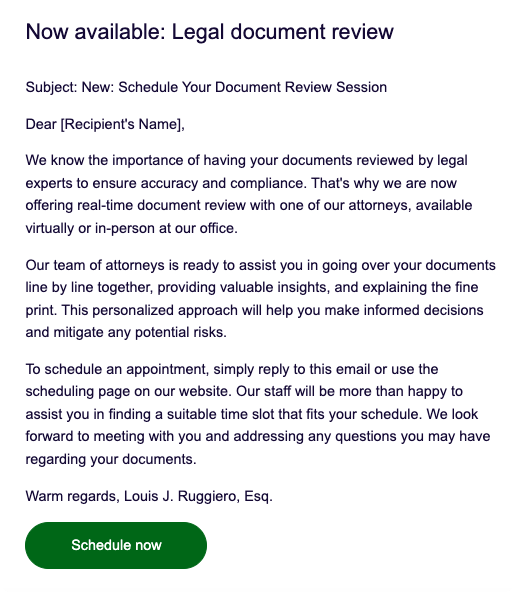 Now available: Legal document review
Subject: New: Schedule Your Document Review Session
Dear [Recipient's Name],
We know the importance of having your documents reviewed by legal
experts to ensure accuracy and compliance. That's why we are now
offering real-time document review with one of our attorneys, available
virtually or in-person at our office.
Our team of attorneys is ready to assist you in going over your documents
line by line together, providing valuable insights, and explaining the fine
print. This personalized approach will help you make informed decisions
and mitigate any potential risks.
To schedule an appointment, simply reply to this email or use the
scheduling page on our website. Our staff will be more than happy to
assist you in finding a suitable time slot that fits your schedule. We look
forward to meeting with you and addressing any questions you may have
regarding your documents.
Warm regards, Louis J. Ruggiero, Esq.
Schedule now